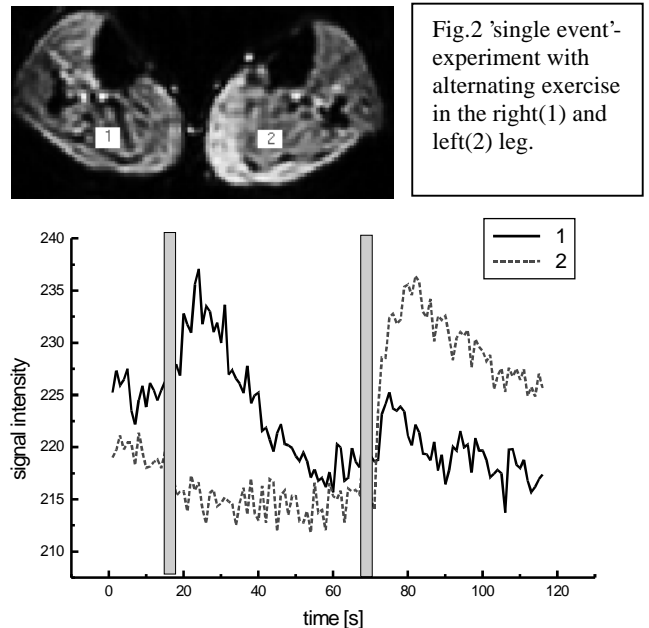 Fig.2 ’single event’-
experiment with
alternating exercise
in the right(1) and
left(2) leg.
1
2
1
2
240
235
230
225
220
215
210
signal intensity
0
20
40
60
80
100
120
time [s]